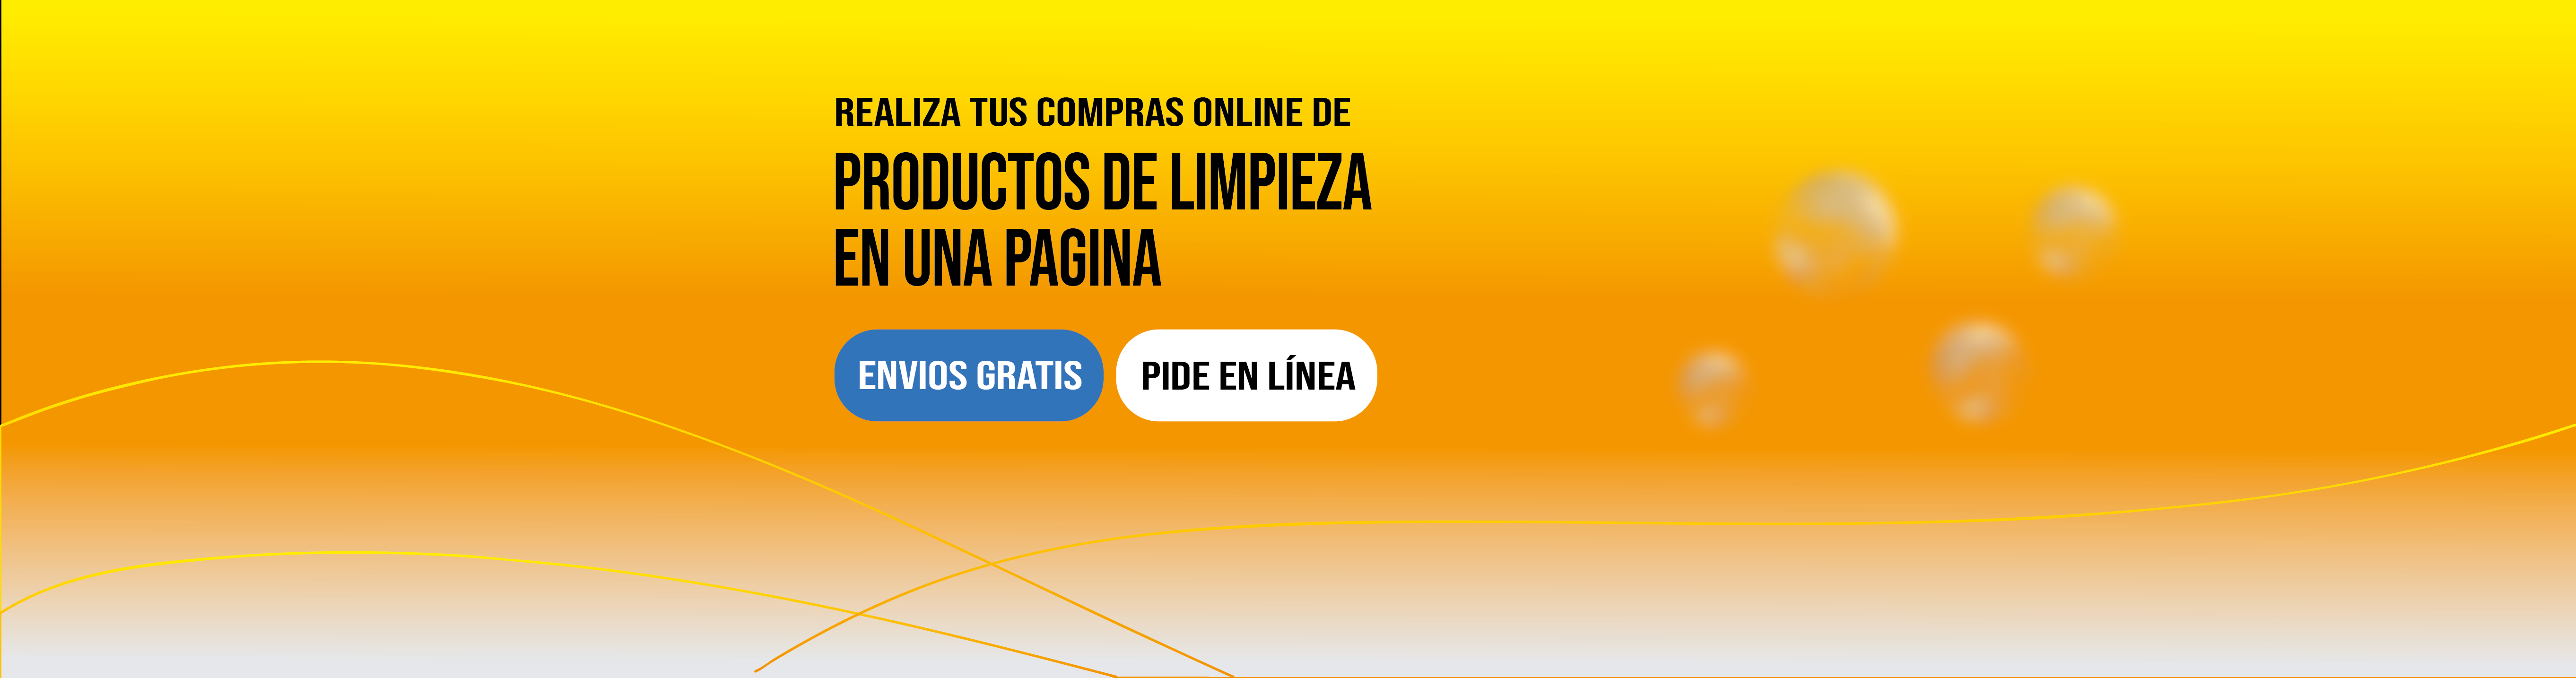 REALIZA TUS COMPRAS ONLINE DE
PRODUCTOS DE LIMPIEZA
EN UNA PAGINA
ENVIOS GRATIS
PIDE EN LÍNEA